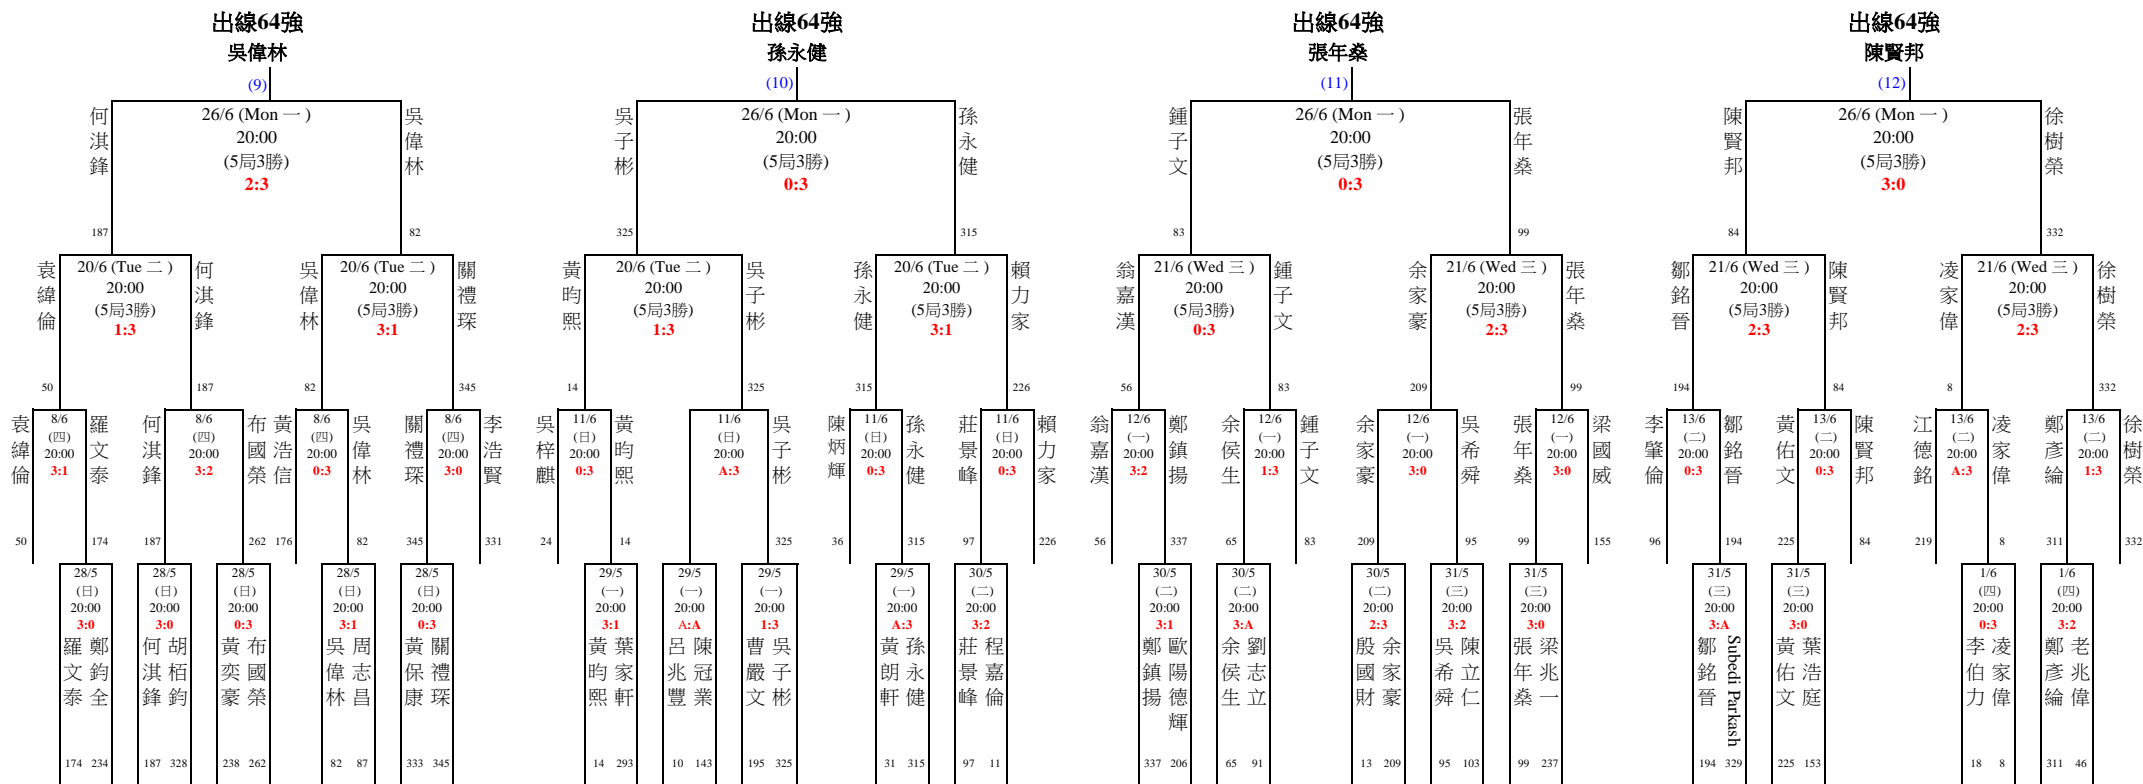 出線64強 出線64強 出線64強 出線64強
吳偉林 孫永健 張年燊 陳賢邦
(9) (10) (11) (12)
何淇鋒 26/6 (Mon 一) 吳偉林 吳子彬 26/6 (Mon 一) 孫永健 鍾子文 26/6 (Mon 一) 張年燊 陳賢邦 26/6 (Mon 一) 徐樹榮
20:00 20:00 20:00 20:00
(5局3勝) (5局3勝) (5局3勝) (5局3勝)
2:3 0:3 0:3 3:0
187 82 325 315 83 99 84 332
袁緯倫 20/6 (Tue 二) 何淇鋒 吳偉林 20/6 (Tue 二) 關禮琛 黃昀熙 20/6 (Tue 二) 吳子彬 孫永健 20/6 (Tue 二) 賴力家 翁嘉漢 21/6 (Wed 三) 鍾子文 余家豪 21/6 (Wed 三) 張年燊 鄒銘晉 21/6 (Wed 三) 陳賢邦 凌家偉 21/6 (Wed 三) 徐樹榮
20:00 20:00 20:00 20:00 20:00 20:00 20:00 20:00
(5局3勝) (5局3勝) (5局3勝) (5局3勝) (5局3勝) (5局3勝) (5局3勝) (5局3勝)
1:3 3:1 1:3 3:1 0:3 2:3 2:3 2:3
50 187 82 345 14 325 315 226 56 83 209 99 194 84 8 332
袁緯倫 8/6 羅文泰 何淇鋒 8/6 布國榮 黃浩信 8/6 吳偉林 關禮琛 8/6 李浩賢 吳梓麒 11/6 黃昀熙 11/6 吳子彬 陳炳輝 11/6 孫永健 莊景峰 11/6 賴力家 翁嘉漢 12/6 鄭鎮揚 余侯生 12/6 鍾子文 余家豪 12/6 吳希舜 張年燊 12/6 梁國威 李肇倫 13/6 鄒銘晉 黃佑文 13/6 陳賢邦 江德銘 13/6 凌家偉 鄭彥綸 13/6 徐樹榮
(四) (四) (四) (四) (日) (日) (日) (日) (一) (一) (一) (一) (二) (二) (二) (二)
20:00 20:00 20:00 20:00 20:00 20:00 20:00 20:00 20:00 20:00 20:00 20:00 20:00 20:00 20:00 20:00
3:1 3:2 0:3 3:0 0:3 A:3 0:3 0:3 3:2 1:3 3:0 3:0 0:3 0:3 A:3 1:3
50 174 187 262 176 82 345 331 24 14 325 36 315 97 226 56 337 65 83 209 95 99 155 96 194 225 84 219 8 311 332
28/5 28/5 28/5 28/5 28/5 29/5 29/5 29/5 29/5 30/5 30/5 30/5 30/5 31/5 31/5 31/5 31/5 1/6 1/6
(日) (日) (日) (日) (日) (一) (一) (一) (一) (二) (二) (二) (二) (三) (三) (三) (三) (四) (四)
20:00 20:00 20:00 20:00 20:00 20:00 20:00 20:00 20:00 20:00 20:00 20:00 20:00 20:00 20:00 20:00 20:00 20:00 20:00
3:0 3:0 0:3 3:1 0:3 3:1 A:A 1:3 A:3 3:2 3:1 3:A 2:3 3:2 3:0 3:A 3:0 0:3 3:2
羅文泰 鄭鈞全 何淇鋒 胡栢鈞 黃奕豪 布國榮 吳偉林 周志昌 黃保康 關禮琛 黃昀熙 葉家軒 呂兆豐 陳冠業 曹嚴文 吳子彬 黃朗軒 孫永健 莊景峰 程嘉倫 鄭鎮揚 歐陽德輝 余侯生 劉志立 殷國財 余家豪 吳希舜 陳立仁 張年燊 梁兆一 鄒銘晉 Subedi Parkash 黃佑文 葉浩庭 李伯力 凌家偉 鄭彥綸 老兆偉
174 234 187 328 238 262 82 87 333 345 14 293 10 143 195 325 31 315 97 11 337 206 65 91 13 209 95 103 99 237 194 329 225 153 18 8 311 46